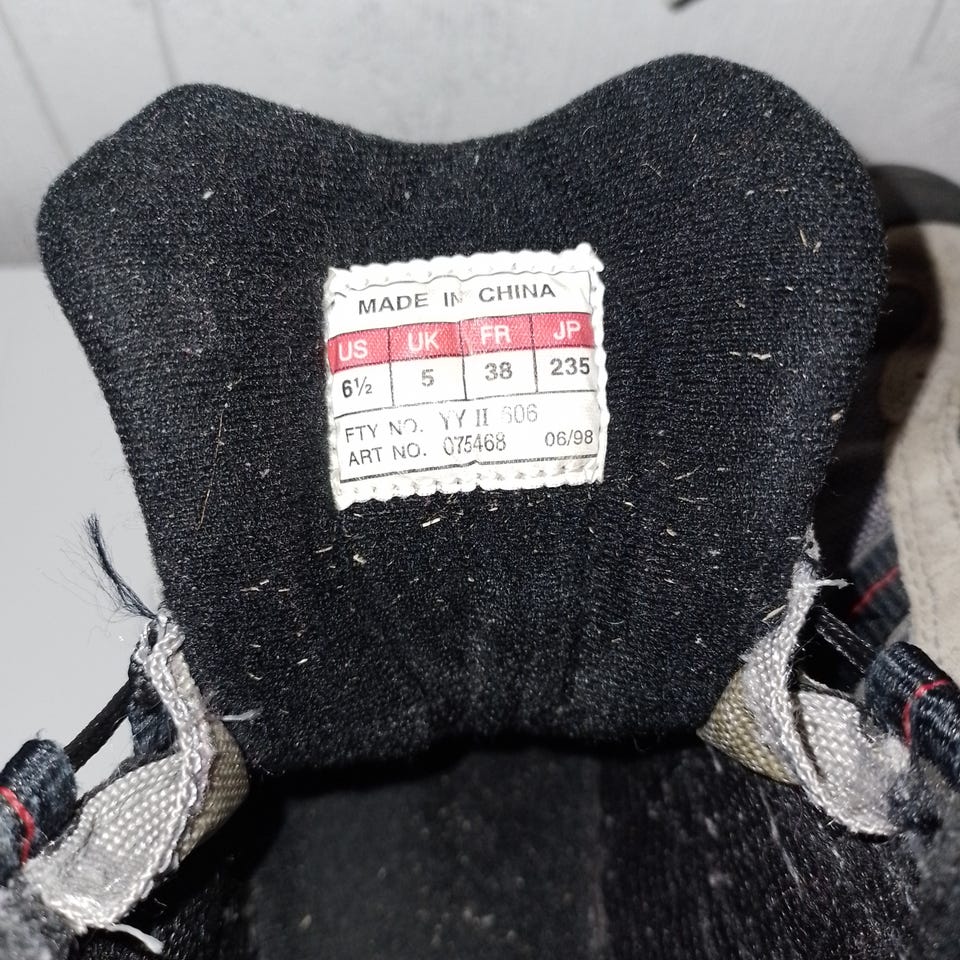 MADE IN CHINA
US UK FR JP
6½ 5 38 235
FTY NO. YY II 606
ART NO. 075468 06/98